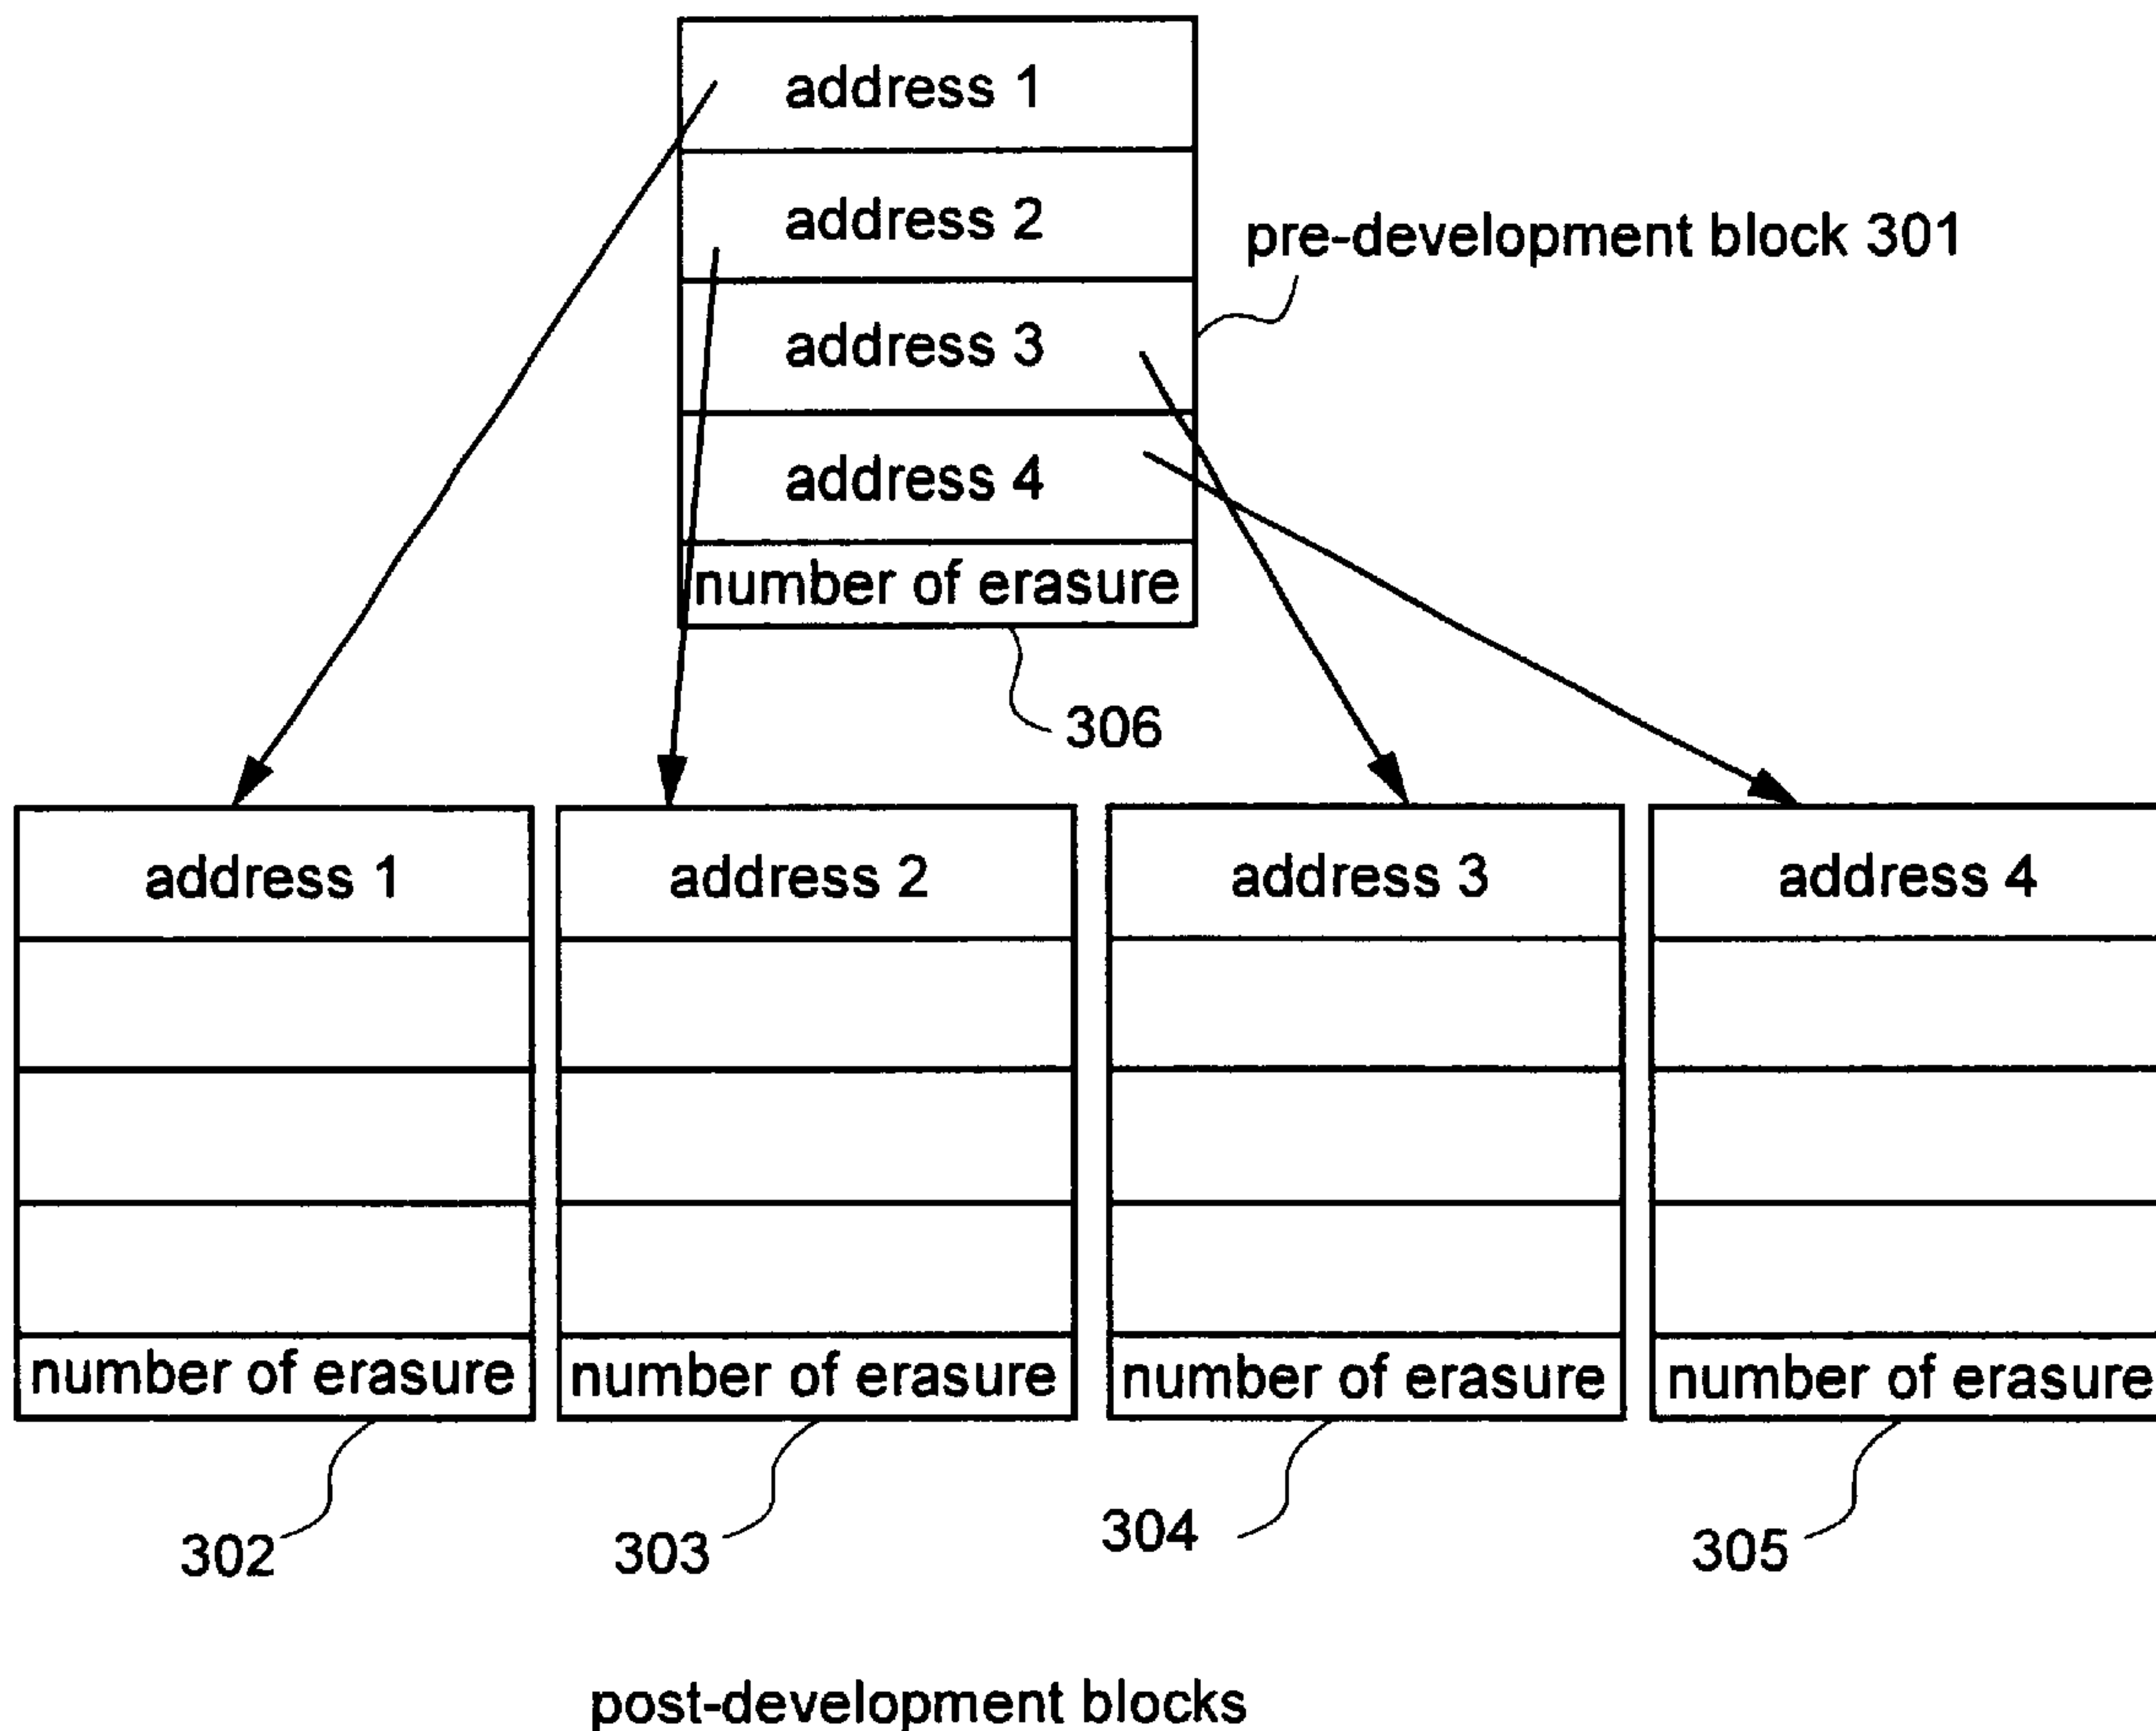 address 1
address 2
pre-development block 301
address 3
address 4
number of erasure
306
address 1
address 2
address 3
address 4
number of erasure
number of erasure
number of erasure
number of erasure
302
303
304
305
post-development blocks